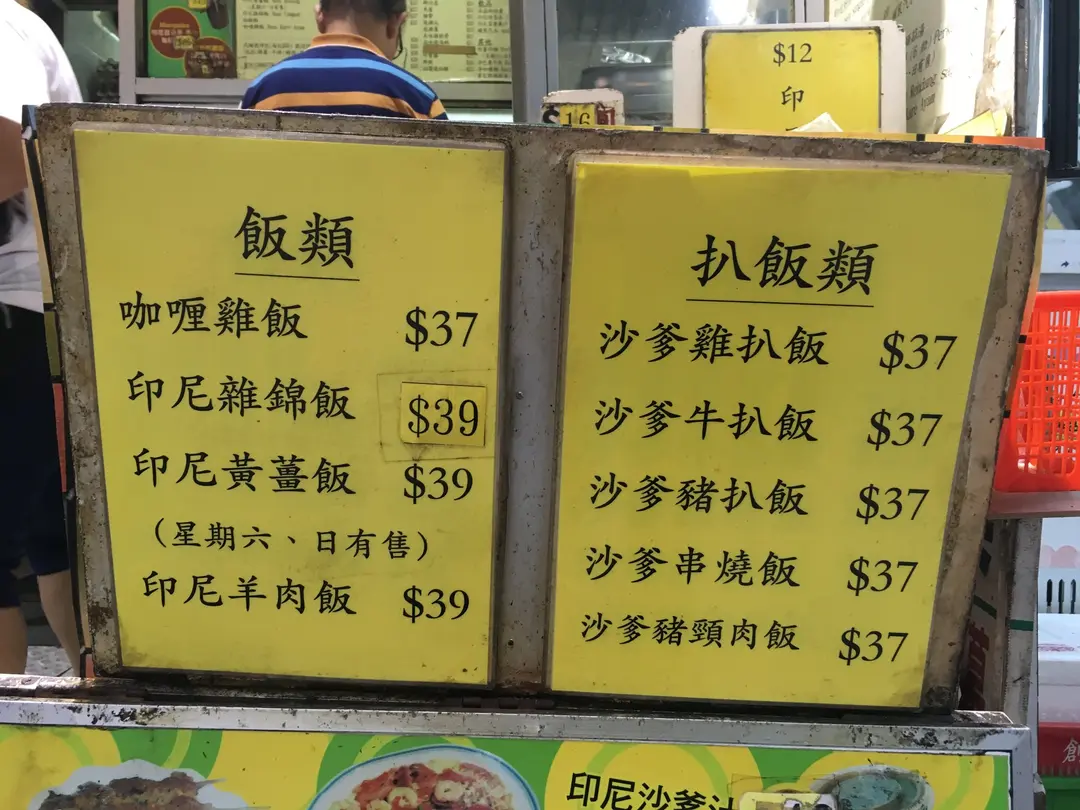 $12
印
$16
飯類
咖喱雞飯 $37
印尼雜錦飯 $39
印尼黃薑飯 $39
(星期六、日有售)
印尼羊肉飯 $39
扒飯類
沙爹雞扒飯 $37
沙爹牛扒飯 $37
沙爹豬扒飯 $37
沙爹串燒飯 $37
沙爹豬頸肉飯 $37
印尼沙爹汁